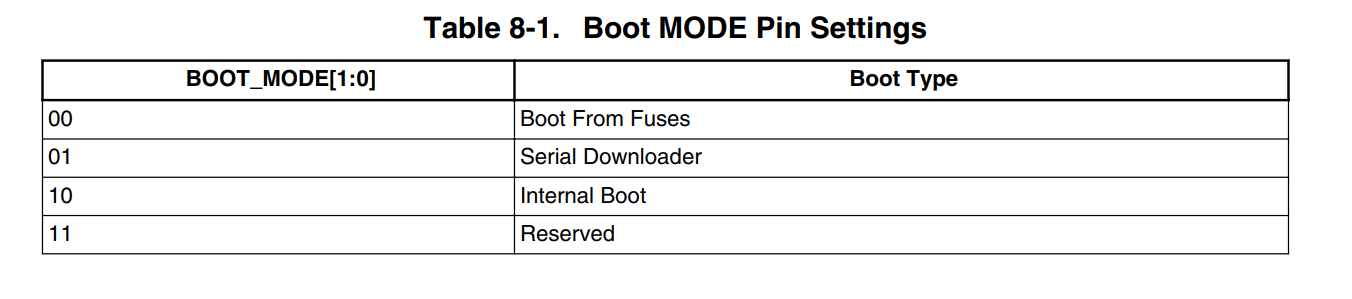 Table 8-1. Boot MODE Pin Settings
BOOT_MODE[1:0] Boot Type
00 Boot From Fuses
01 Serial Downloader
10 Internal Boot
11 Reserved